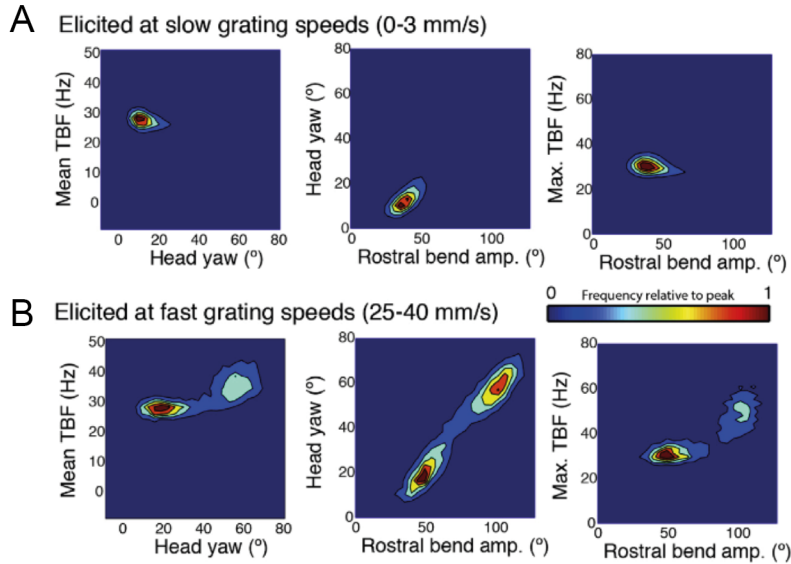 A
Elicited at slow grating speeds (0-3 mm/s)
Mean TBF (Hz)
50
40
30
20
10
0
0 20 40 60 80
Head yaw (º)
Head yaw (º)
80
60
40
20
0
0 50 100
Rostral bend amp. (º)
Max. TBF (Hz)
80
60
40
20
0
0 50 100
Rostral bend amp. (º)
B
Elicited at fast grating speeds (25-40 mm/s)
0 Frequency relative to peak 1
Mean TBF (Hz)
50
40
30
20
10
0
0 20 40 60 80
Head yaw (º)
Head yaw (º)
80
60
40
20
0
0 50 100
Rostral bend amp. (º)
Max. TBF (Hz)
80
60
40
20
0
0 50 100
Rostral bend amp. (º)